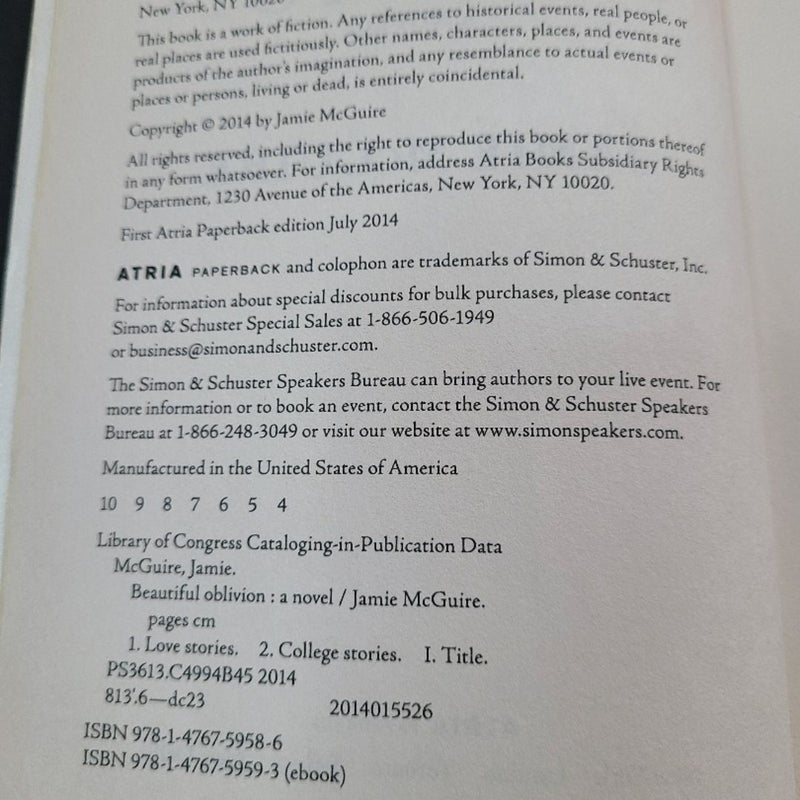 New York, NY 10020
This book is a work of fiction. Any references to historical events, real people, or
real places are used fictitiously. Other names, characters, places, and events are
products of the author's imagination, and any resemblance to actual events or
places or persons, living or dead, is entirely coincidental.
Copyright © 2014 by Jamie McGuire
All rights reserved, including the right to reproduce this book or portions thereof
in any form whatsoever. For information, address Atria Books Subsidiary Rights
Department, 1230 Avenue of the Americas, New York, NY 10020.
First Atria Paperback edition July 2014
ATRIA PAPERBACK and colophon are trademarks of Simon & Schuster, Inc.
For information about special discounts for bulk purchases, please contact
Simon & Schuster Special Sales at 1-866-506-1949
or business@simonandschuster.com.
The Simon & Schuster Speakers Bureau can bring authors to your live event. For
more information or to book an event, contact the Simon & Schuster Speakers
Bureau at 1-866-248-3049 or visit our website at www.simonspeakers.com.
Manufactured in the United States of America
10 9 8 7 6 5 4
Library of Congress Cataloging-in-Publication Data
McGuire, Jamie.
Beautiful oblivion : a novel / Jamie McGuire.
pages cm
1. Love stories. 2. College stories. I. Title.
PS3613.C4994B45 2014
813'.6—dc23 2014015526
ISBN 978-1-4767-5958-6
ISBN 978-1-4767-5959-3 (ebook)